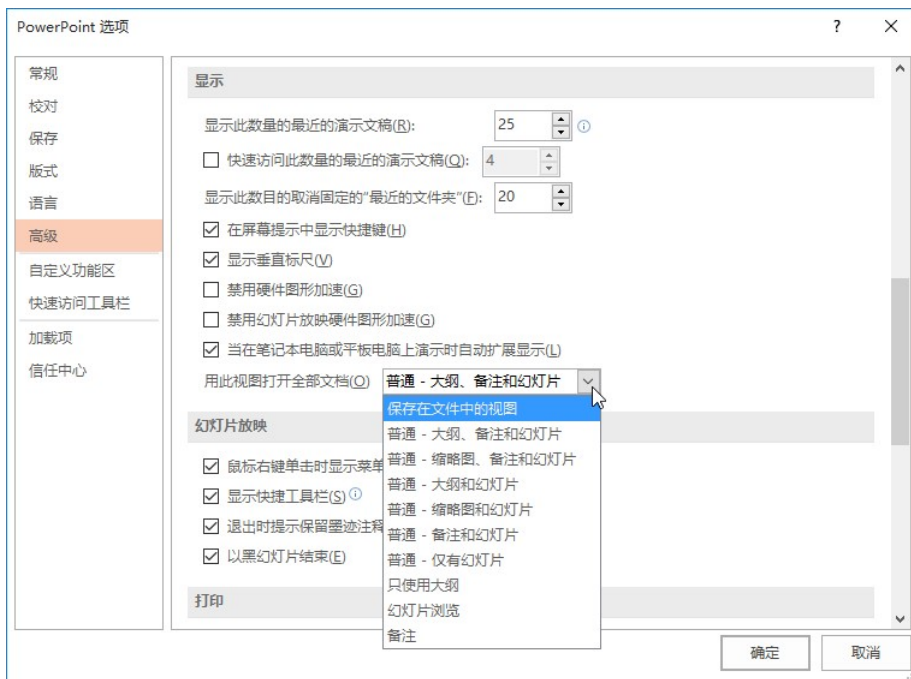 PowerPoint 选项
?
常规
校对
保存
版式
语言
高级
自定义功能区
快速访问工具栏
加载项
信任中心
显示
显示此数量的最近的演示文稿(R): 25
快速访问此数量的最近的演示文稿(Q): 4
显示此数目的取消固定的“最近的文件夹”(F): 20
在屏幕提示中显示快捷键(H)
显示垂直标尺(V)
禁用硬件图形加速(G)
禁用幻灯片放映硬件图形加速(G)
当在笔记本电脑或平板电脑上演示时自动扩展显示(L)
用此视图打开全部文档(O) 普通 - 大纲、备注和幻灯片
保存在文件中的视图
普通 - 大纲、备注和幻灯片
普通 - 缩略图、备注和幻灯片
普通 - 大纲和幻灯片
普通 - 缩略图和幻灯片
普通 - 备注和幻灯片
普通 - 仅有幻灯片
只使用大纲
幻灯片浏览
备注
幻灯片放映
鼠标右键单击时显示菜单
显示快捷工具栏(S)
退出时提示保留墨迹注释
以黑幻灯片结束(E)
打印
确定
取消